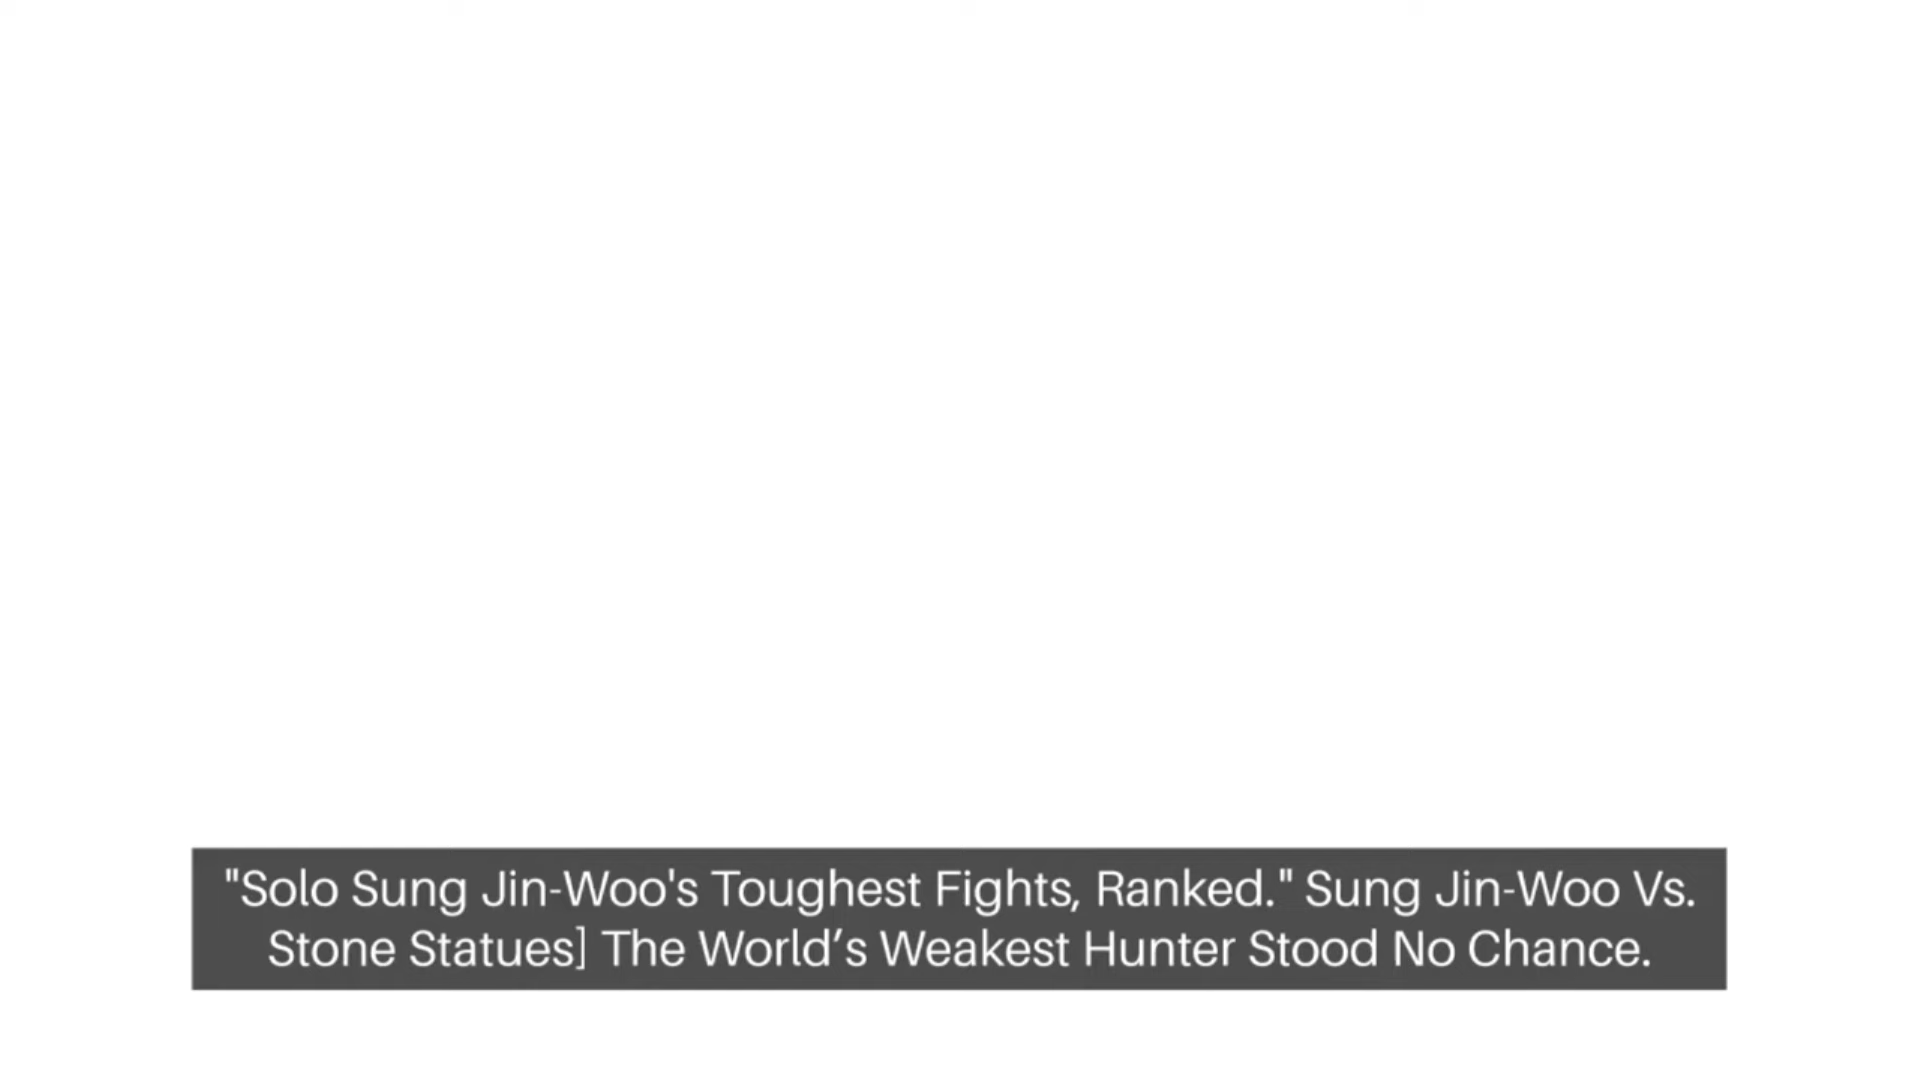 "Solo Sung Jin-Woo's Toughest Fights, Ranked." Sung Jin-Woo Vs.
Stone Statues] The World’s Weakest Hunter Stood No Chance.